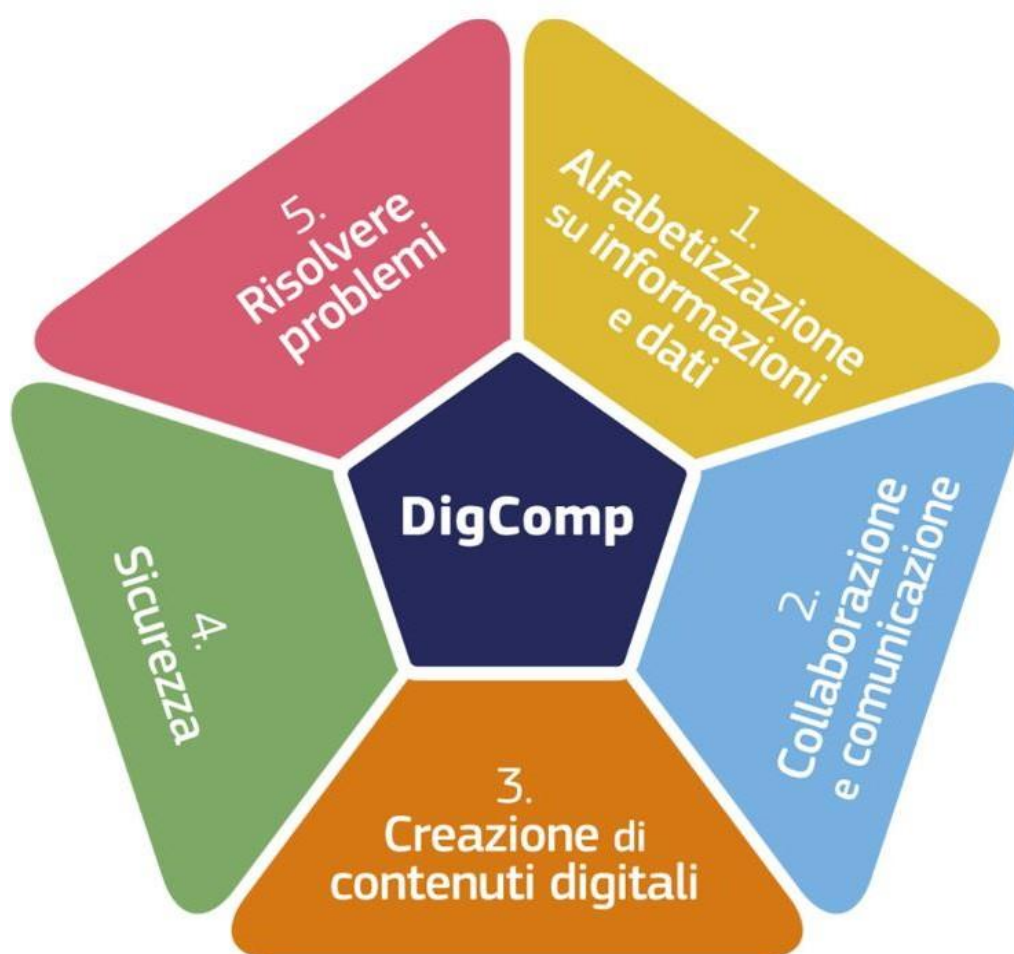 DigComp
1.
Alfabetizzazione
su informazioni
e dati
2.
Collaborazione
e comunicazione
3.
Creazione di
contenuti digitali
4.
Sicurezza
5.
Risolvere
problemi